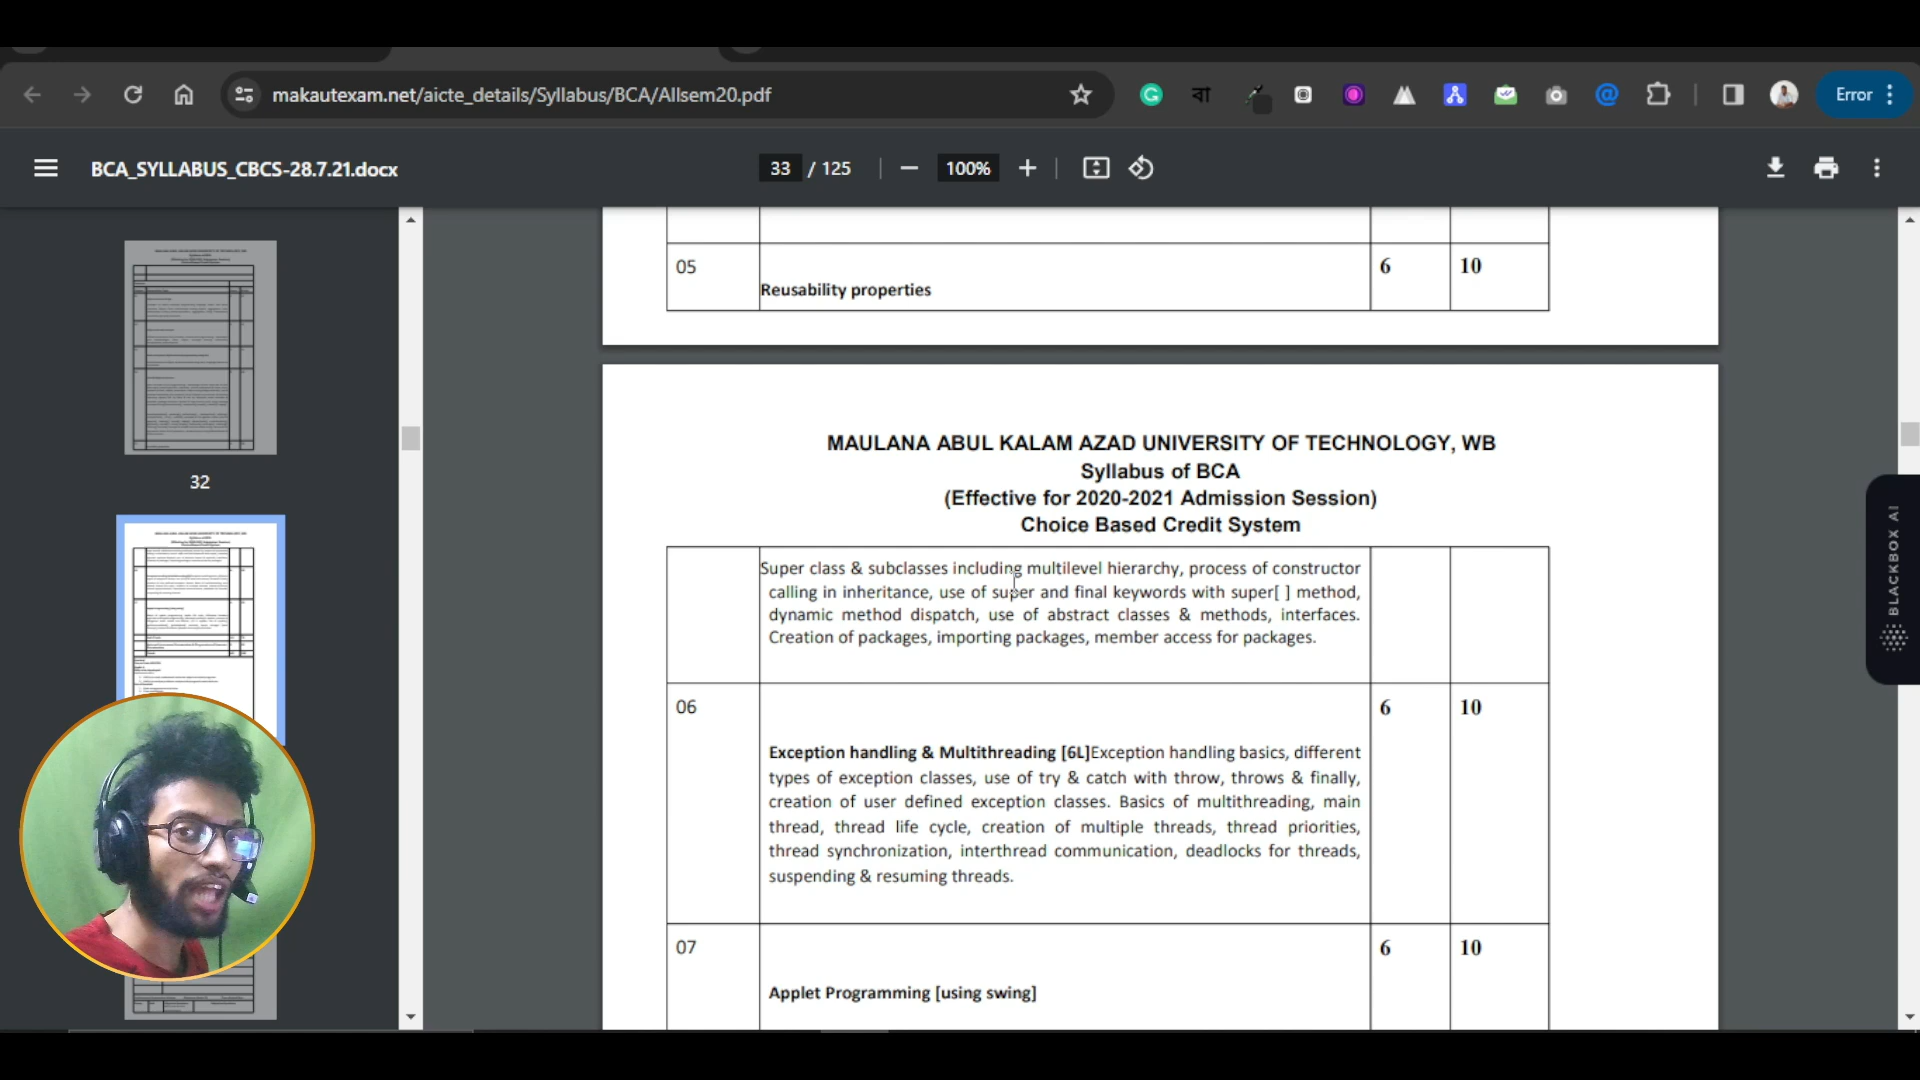 makautexam.net/aicte_details/Syllabus/BCA/Allsem20.pdf
বা
Error
BCA_SYLLABUS_CBCS-28.7.21.docx
33 / 125
100%
32
05
Reusability properties
6
10
MAULANA ABUL KALAM AZAD UNIVERSITY OF TECHNOLOGY, WB
Syllabus of BCA
(Effective for 2020-2021 Admission Session)
Choice Based Credit System
Super class & subclasses including multilevel hierarchy, process of constructor
calling in inheritance, use of super and final keywords with super[ ] method,
dynamic method dispatch, use of abstract classes & methods, interfaces.
Creation of packages, importing packages, member access for packages.
06
6
10
Exception handling & Multithreading [6L]Exception handling basics, different
types of exception classes, use of try & catch with throw, throws & finally,
creation of user defined exception classes. Basics of multithreading, main
thread, thread life cycle, creation of multiple threads, thread priorities,
thread synchronization, interthread communication, deadlocks for threads,
suspending & resuming threads.
07
6
10
Applet Programming [using swing]
BLACKBOX AI